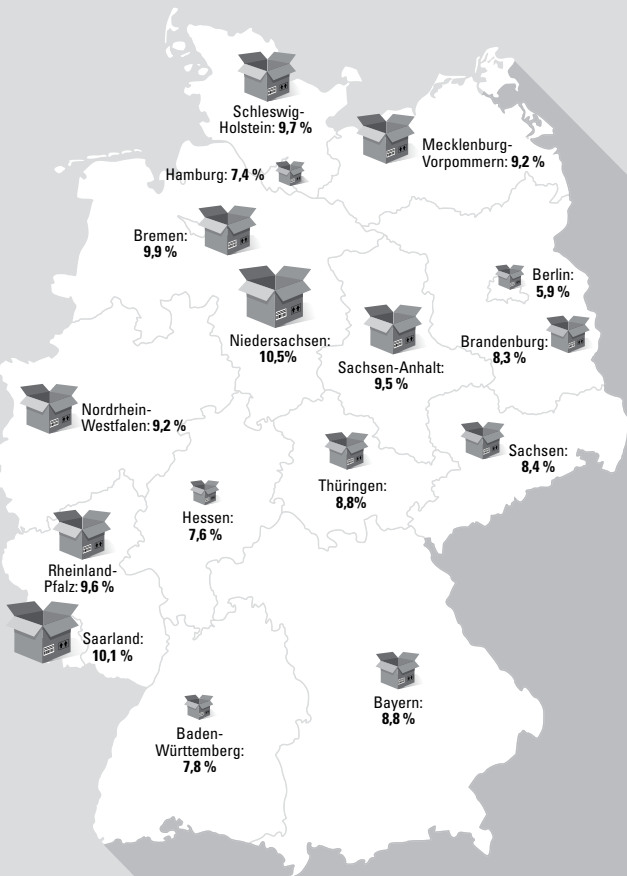 Schleswig-
Holstein: 9,7 %
Mecklenburg-
Vorpommern: 9,2 %
Hamburg: 7,4 %
Bremen:
9,9 %
Berlin:
5,9 %
Niedersachsen:
10,5%
Brandenburg:
8,3 %
Sachsen-Anhalt:
9,5 %
Nordrhein-
Westfalen: 9,2 %
Sachsen:
8,4 %
Thüringen:
8,8%
Hessen:
7,6 %
Rheinland-
Pfalz: 9,6 %
Saarland:
10,1 %
Bayern:
8,8 %
Baden-
Württemberg:
7,8 %